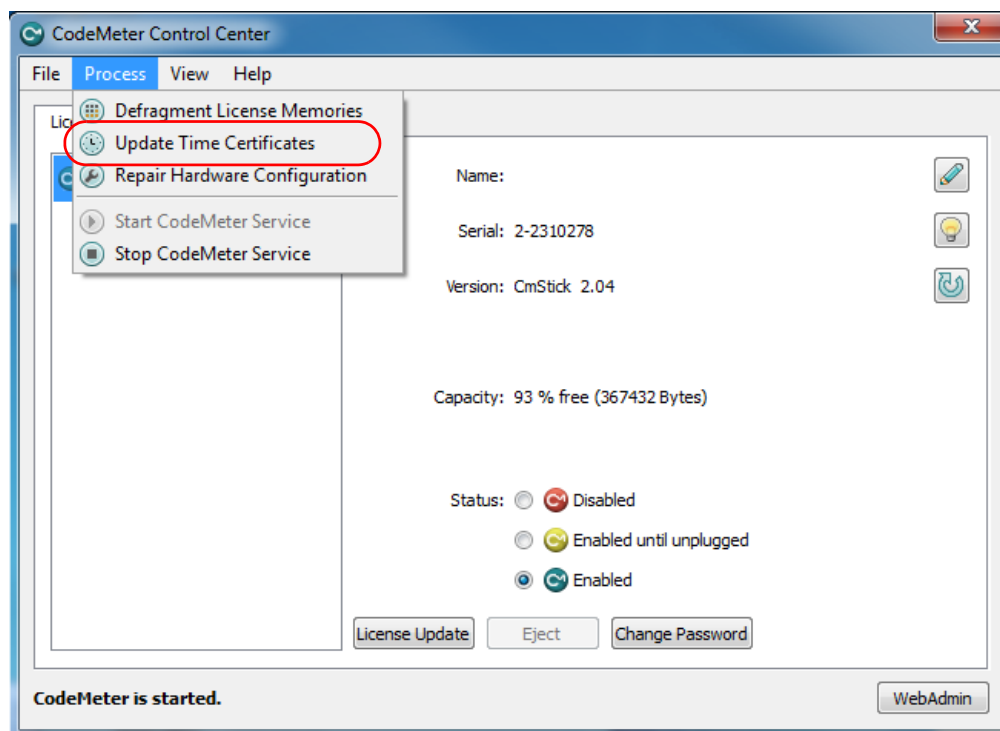 CodeMeter Control Center
File Process View Help
Defragment License Memories
Update Time Certificates
Repair Hardware Configuration
Start CodeMeter Service
Stop CodeMeter Service
Name:
Serial: 2-2310278
Version: CmStick 2.04
Capacity: 93 % free (367432 Bytes)
Status: Disabled
Enabled until unplugged
Enabled
License Update Eject Change Password
CodeMeter is started. WebAdmin